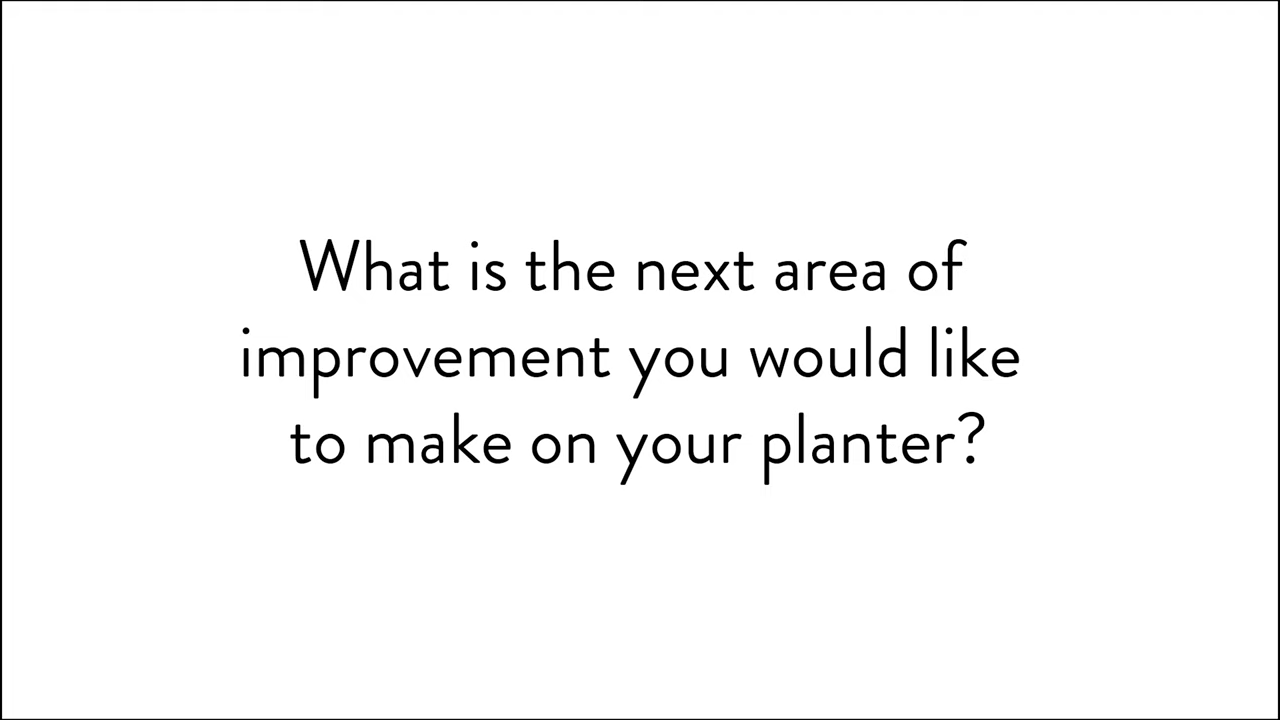 What is the next area of
improvement you would like
to make on your planter?